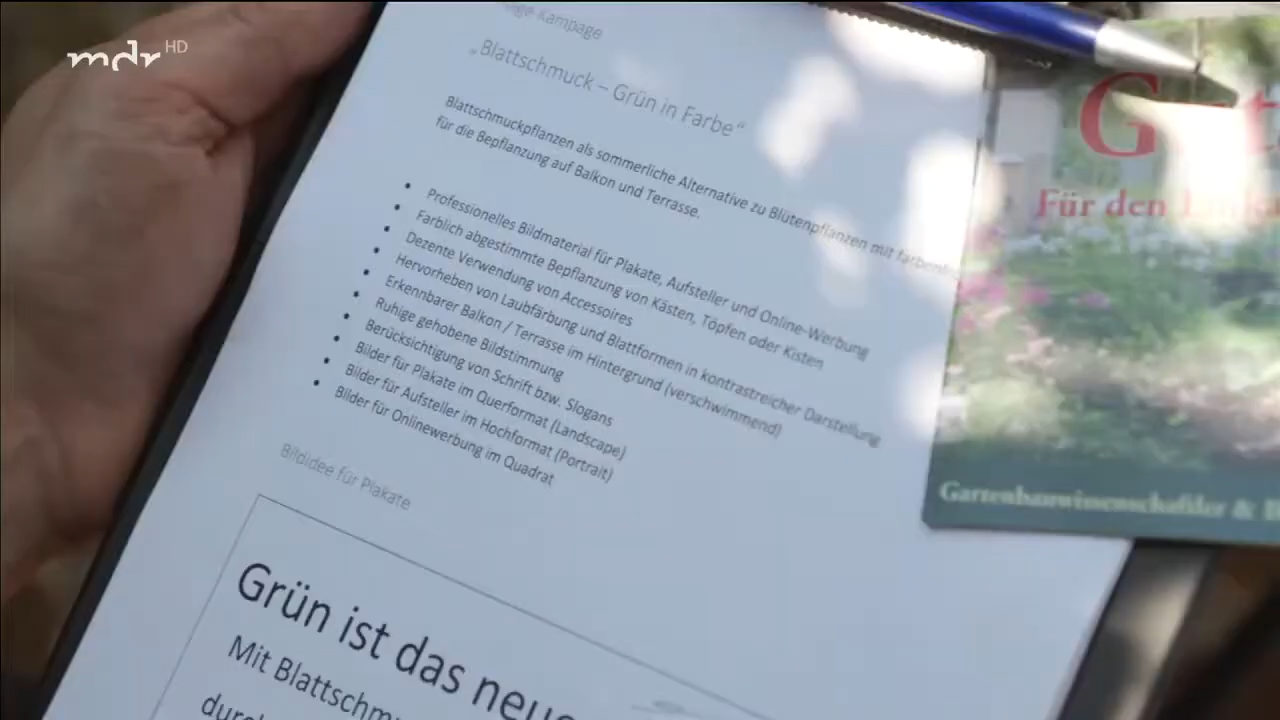 mdr HD
„Blattschmuck – Grün in Farbe“
Blattschmuckpflanzen als sommerliche Alternative zu Blütenpflanzen mit
für die Bepflanzung auf Balkon und Terrasse.
• Professionelles Bildmaterial für Plakate, Aufsteller und Online-Werbung
• Farblich abgestimmte Bepflanzung von Kästen, Töpfen oder Kisten
• Dezente Verwendung von Accessoires
• Hervorheben von Laubfärbung und Blattformen in kontrastreicher Darstellung
• Erkennbarer Balkon / Terrasse im Hintergrund (verschwimmend)
• Ruhige gehobene Bildstimmung
• Berücksichtigung von Schrift bzw. Slogans
• Bilder für Plakate im Querformat (Landscape)
• Bilder für Aufsteller im Hochformat (Portrait)
• Bilder für Onlinewerbung im Quadrat
Bildidee für Plakate
Grün ist das neue
Mit Blattschm
Für den
Gartenbauwissenschaftler &